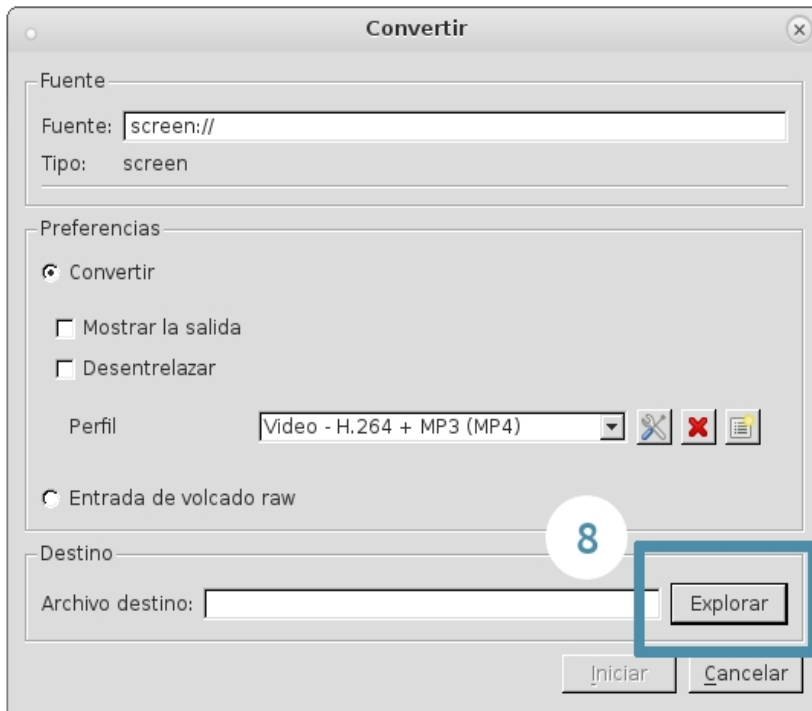 Convertir
Fuente
Fuente: screen://
Tipo: screen
Preferencias
Convertir
Mostrar la salida
Desentrelazar
Perfil Video - H.264 + MP3 (MP4)
Entrada de volcado raw
8
Destino
Archivo destino: Explorar
Iniciar Cancelar